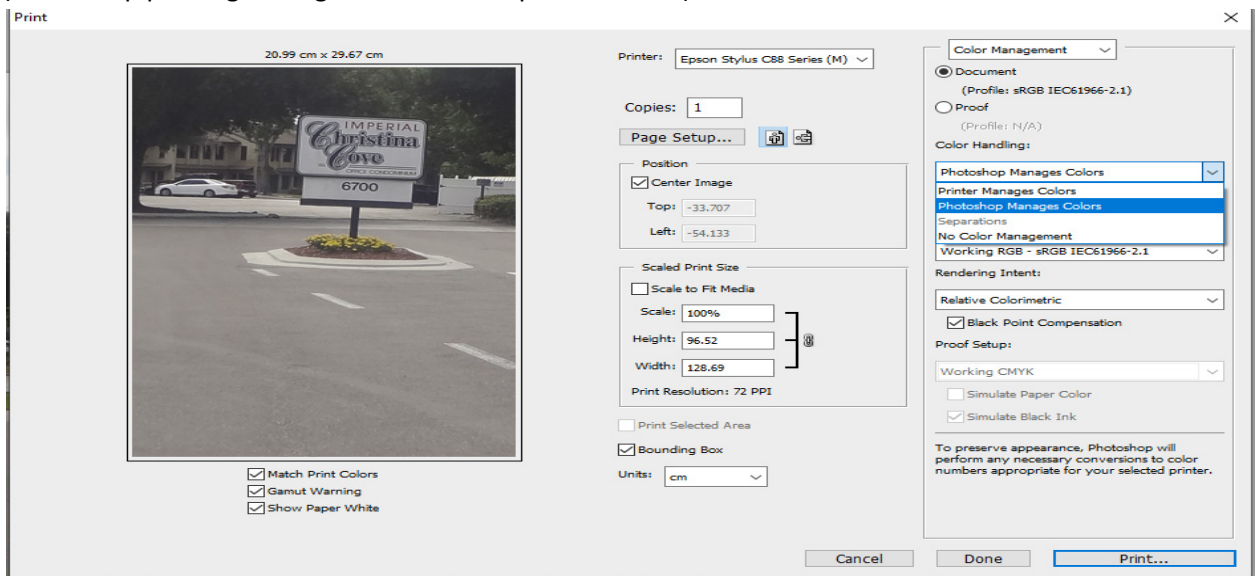 Print
20.99 cm x 29.67 cm
IMPERIAL
Christina
Cove
OFFICE CONDOMINIUM
6700
Match Print Colors
Gamut Warning
Show Paper White
Printer: Epson Stylus C88 Series (M)
Copies: 1
Page Setup...
Position
Center Image
Top: -33.707
Left: -54.133
Scaled Print Size
Scale to Fit Media
Scale: 100%
Height: 96.52
Width: 128.69
Print Resolution: 72 PPI
Print Selected Area
Bounding Box
Units: cm
Color Management
Document
(Profile: sRGB IEC61966-2.1)
Proof
(Profile: N/A)
Color Handling:
Photoshop Manages Colors
Printer Manages Colors
Photoshop Manages Colors
Separations
No Color Management
Working RGB - sRGB IEC61966-2.1
Rendering Intent:
Relative Colorimetric
Black Point Compensation
Proof Setup:
Working CMYK
Simulate Paper Color
Simulate Black Ink
To preserve appearance, Photoshop will
perform any necessary conversions to color
numbers appropriate for your selected printer.
Cancel
Done
Print...